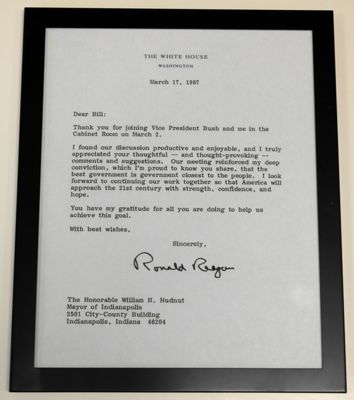 THE WHITE HOUSE
WASHINGTON
March 17, 1987
Dear Bill:
Thank you for joining Vice President Bush and me in the
Cabinet Room on March 2.
I found our discussion productive and enjoyable, and I truly
appreciated your thoughtful -- and thought-provoking --
comments and suggestions. Our meeting reinforced my deep
conviction, which I'm proud to know you share, that the
best government is government closest to the people. I look
forward to continuing our work together so that America will
approach the 21st century with strength, confidence, and
hope.
You have my gratitude for all you are doing to help us
achieve this goal.
With best wishes,
Sincerely,
Ronald Reagan
The Honorable William H. Hudnut
Mayor of Indianapolis
2501 City-County Building
Indianapolis, Indiana 46204